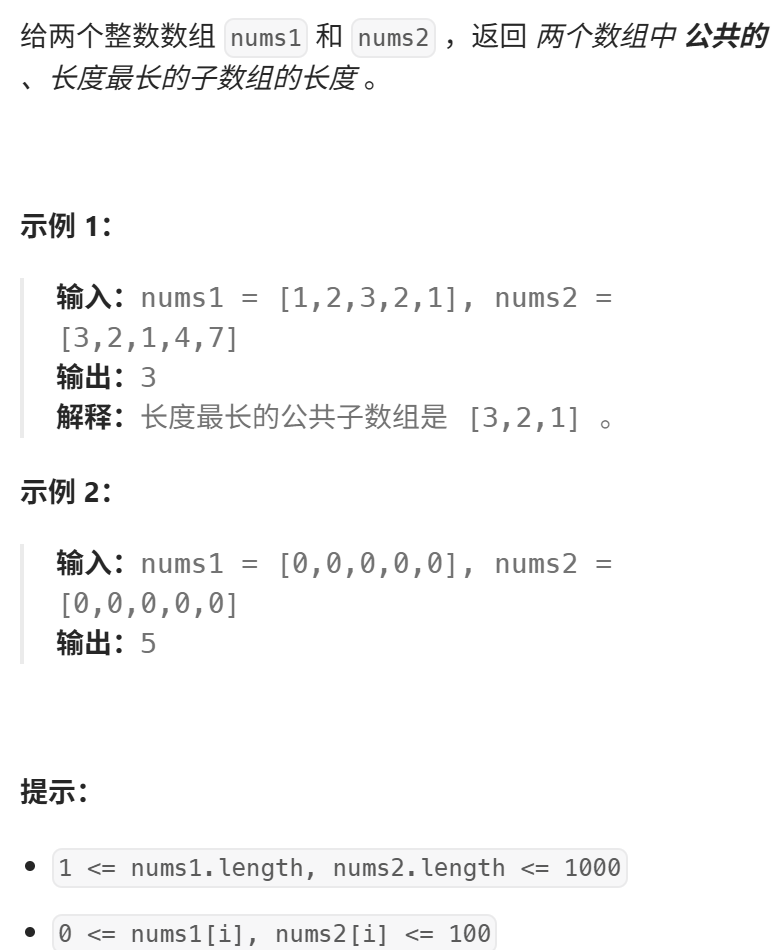 给两个整数数组 nums1 和 nums2 ，返回 两个数组中 公共的
、长度最长的子数组的长度 。
示例 1：
输入：nums1 = [1,2,3,2,1], nums2 =
[3,2,1,4,7]
输出：3
解释：长度最长的公共子数组是 [3,2,1] 。
示例 2：
输入：nums1 = [0,0,0,0,0], nums2 =
[0,0,0,0,0]
输出：5
提示：
• 1 <= nums1.length, nums2.length <= 1000
• 0 <= nums1[i], nums2[i] <= 100